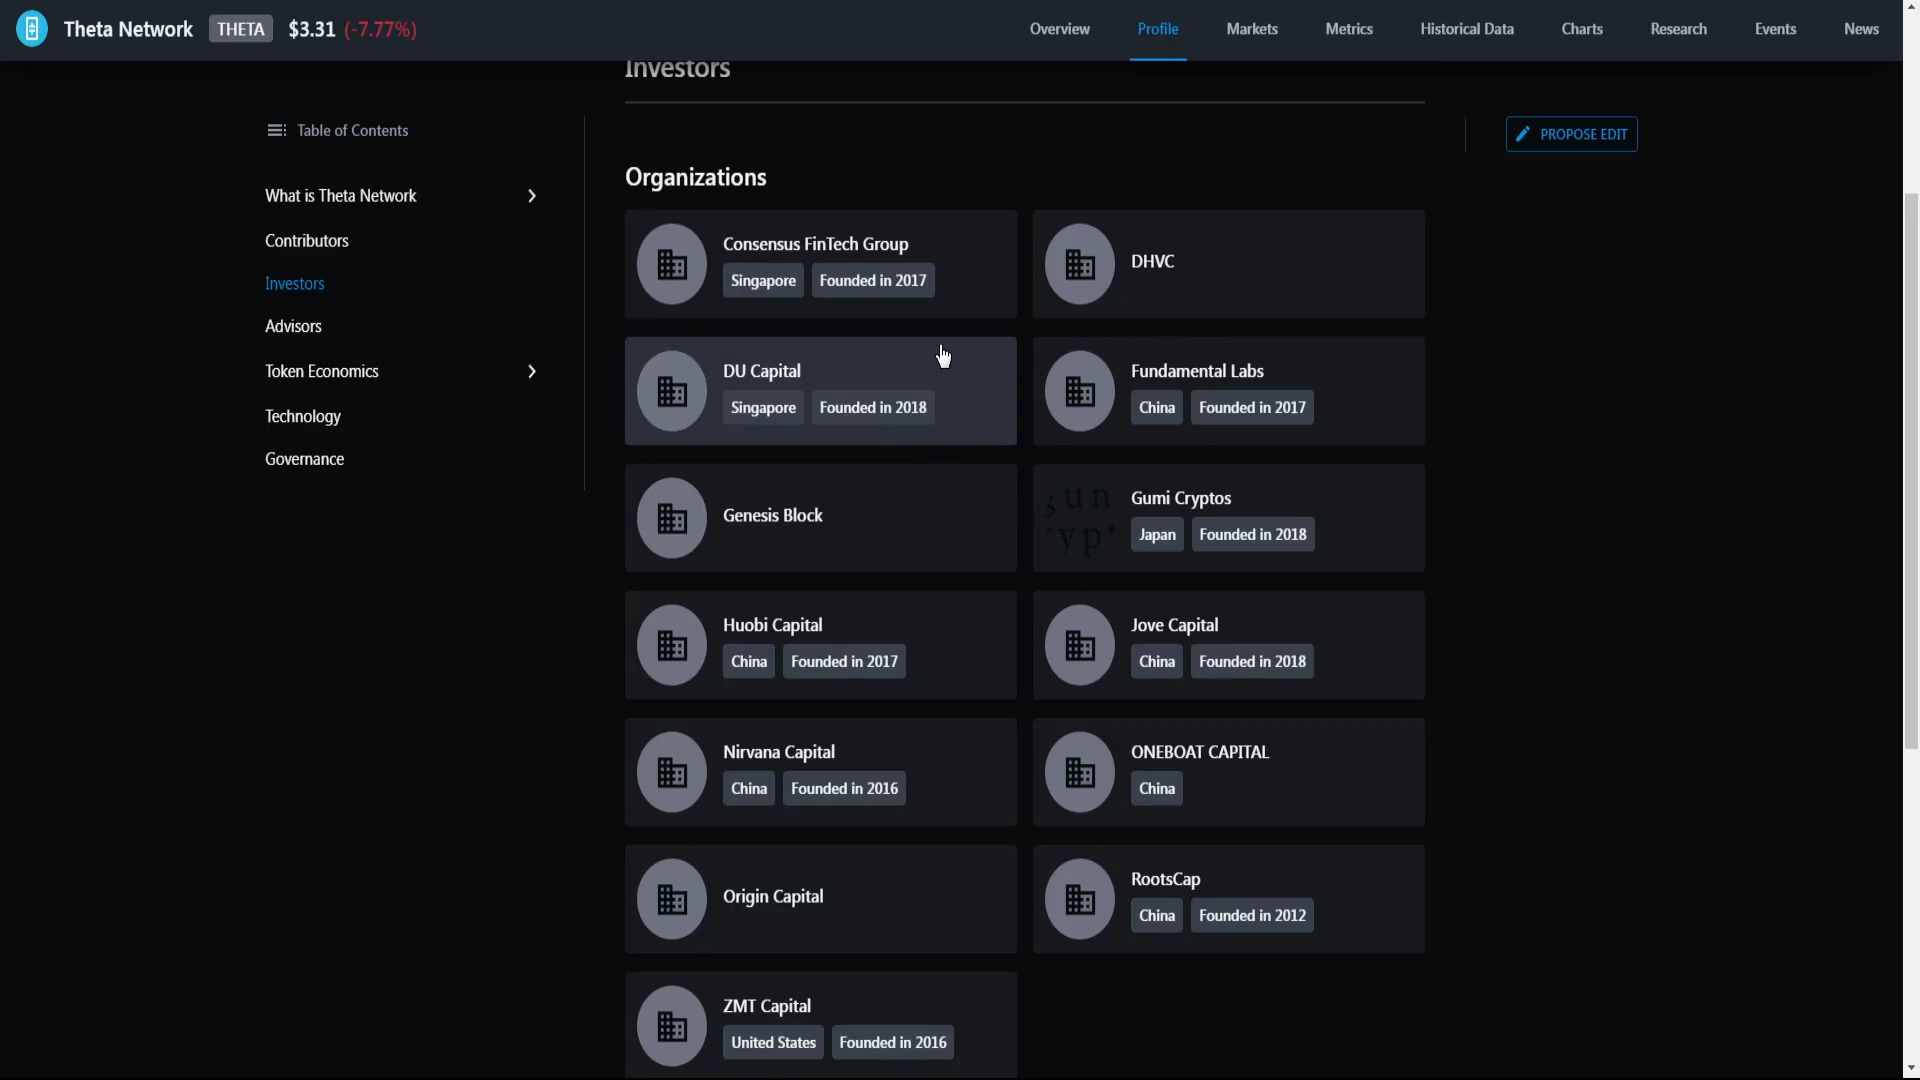 Theta Network THETA $3.31 (-7.77%)
Overview Profile Markets Metrics Historical Data Charts Research Events News
Investors
Table of Contents
What is Theta Network
Contributors
Investors
Advisors
Token Economics
Technology
Governance
PROPOSE EDIT
Organizations
Consensus FinTech Group
Singapore Founded in 2017
DHVC
DU Capital
Singapore Founded in 2018
Fundamental Labs
China Founded in 2017
Genesis Block
Gumi Cryptos
Japan Founded in 2018
Huobi Capital
China Founded in 2017
Jove Capital
China Founded in 2018
Nirvana Capital
China Founded in 2016
ONEBOAT CAPITAL
China
Origin Capital
RootsCap
China Founded in 2012
ZMT Capital
United States Founded in 2016